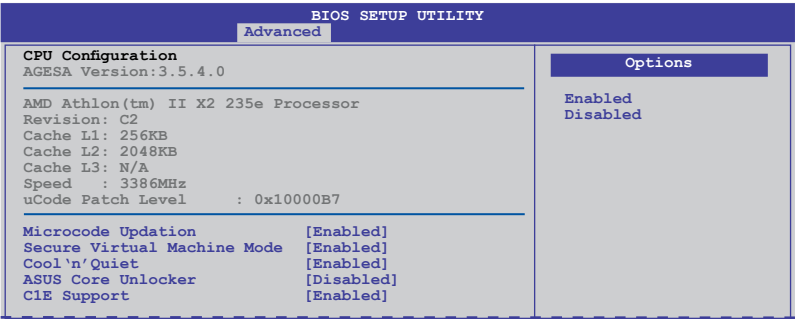 BIOS SETUP UTILITY
Advanced
CPU Configuration
AGESA Version:3.5.4.0
AMD Athlon(tm) II X2 235e Processor
Revision: C2
Cache L1: 256KB
Cache L2: 2048KB
Cache L3: N/A
Speed : 3386MHz
uCode Patch Level : 0x10000B7
Microcode Updation [Enabled]
Secure Virtual Machine Mode [Enabled]
Cool‘n’Quiet [Enabled]
ASUS Core Unlocker [Disabled]
C1E Support [Enabled]
Options
Enabled
Disabled